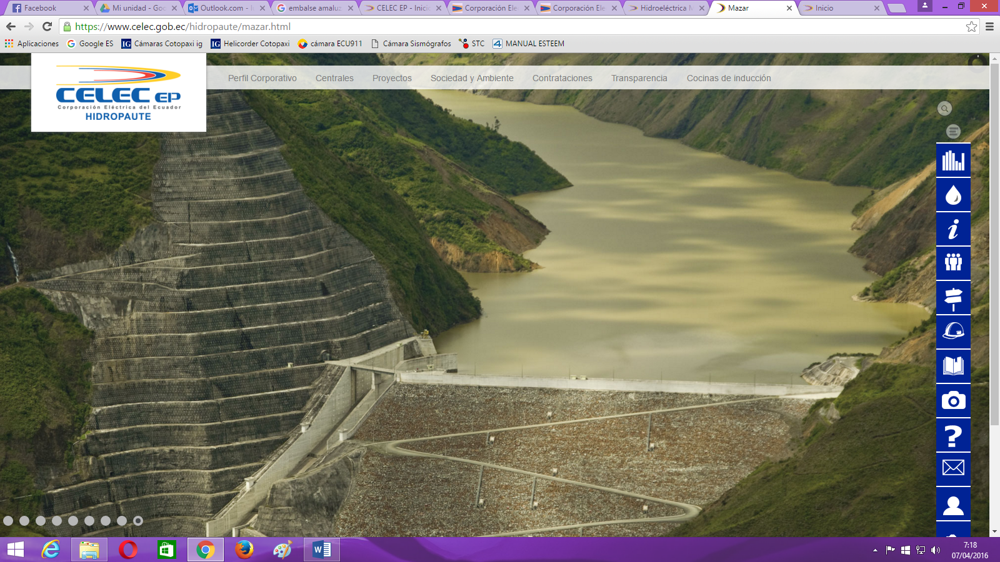 Facebook
Mi unidad - Goo
Outlook.com - l
embalse amaluz
CELEC EP - Inicio
Corporación Ele
Corporación Ele
Hidroeléctrica M
Mazar
Inicio
https://www.celec.gob.ec/hidropaute/mazar.html
Aplicaciones
Google ES
IG Cámaras Cotopaxi ig
IG Helicorder Cotopaxi
cámara ECU911
Cámara Sismógrafos
STC
MANUAL ESTEEM
CELEC EP
Corporación Eléctrica del Ecuador
HIDROPAUTE
Perfil Corporativo
Centrales
Proyectos
Sociedad y Ambiente
Contrataciones
Transparencia
Cocinas de inducción
7:18
07/04/2016